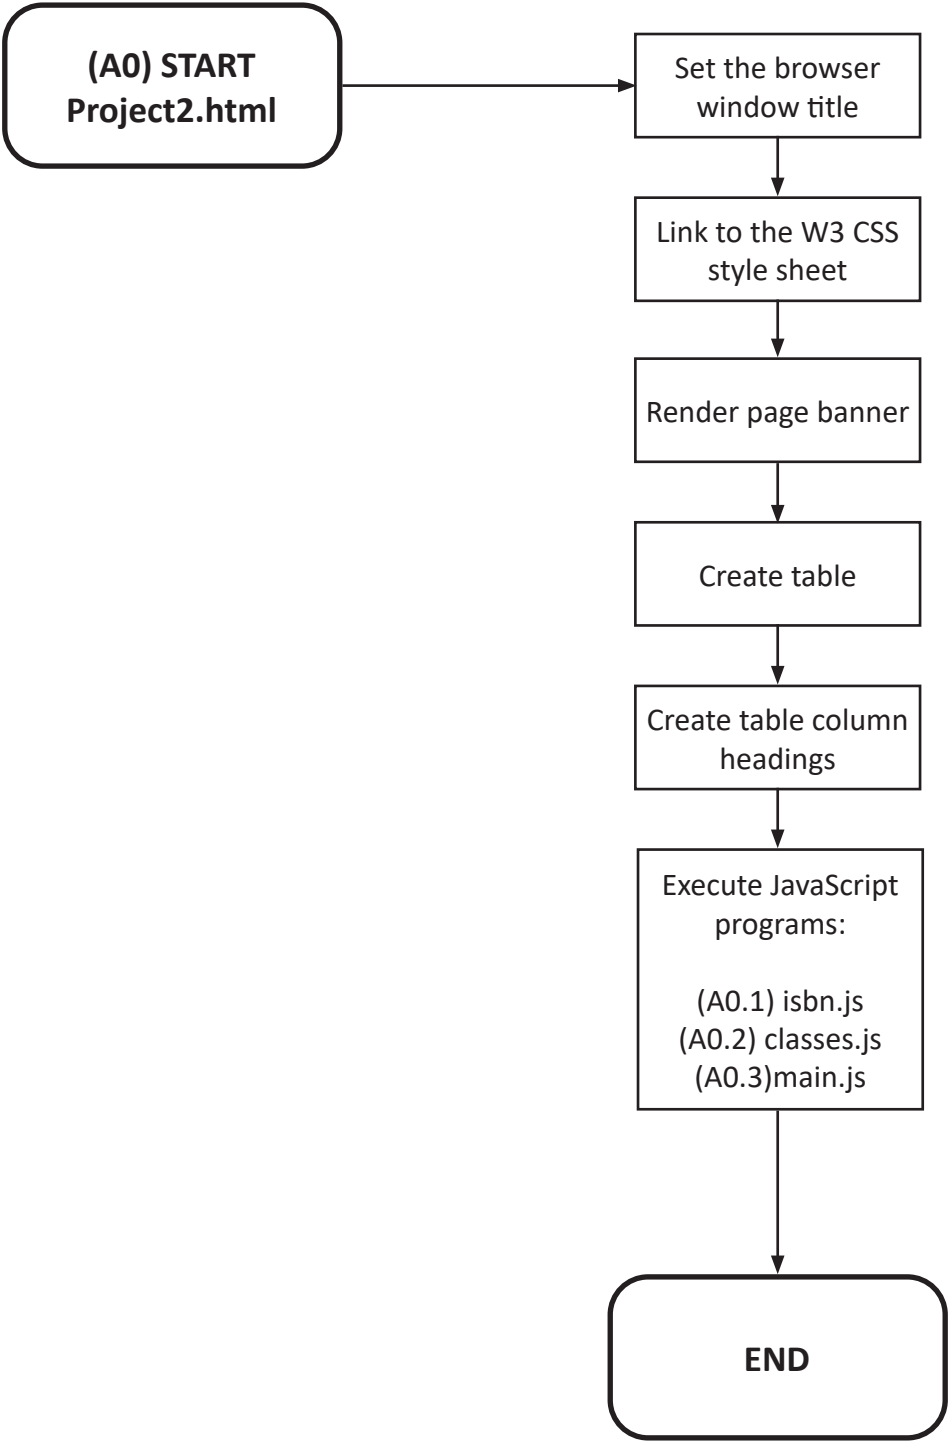 (A0) START
Project2.html
Set the browser
window title
Link to the W3 CSS
style sheet
Render page banner
Create table
Create table column
headings
Execute JavaScript
programs:
(A0.1) isbn.js
(A0.2) classes.js
(A0.3)main.js
END